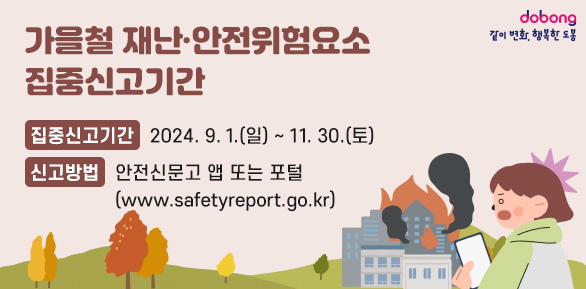 dobong
같이 변화, 행복한 도봉
가을철 재난·안전위험요소
집중신고기간
집중신고기간 2024. 9. 1.(일) ~ 11. 30.(토)
신고방법 안전신문고 앱 또는 포털
(www.safetyreport.go.kr)